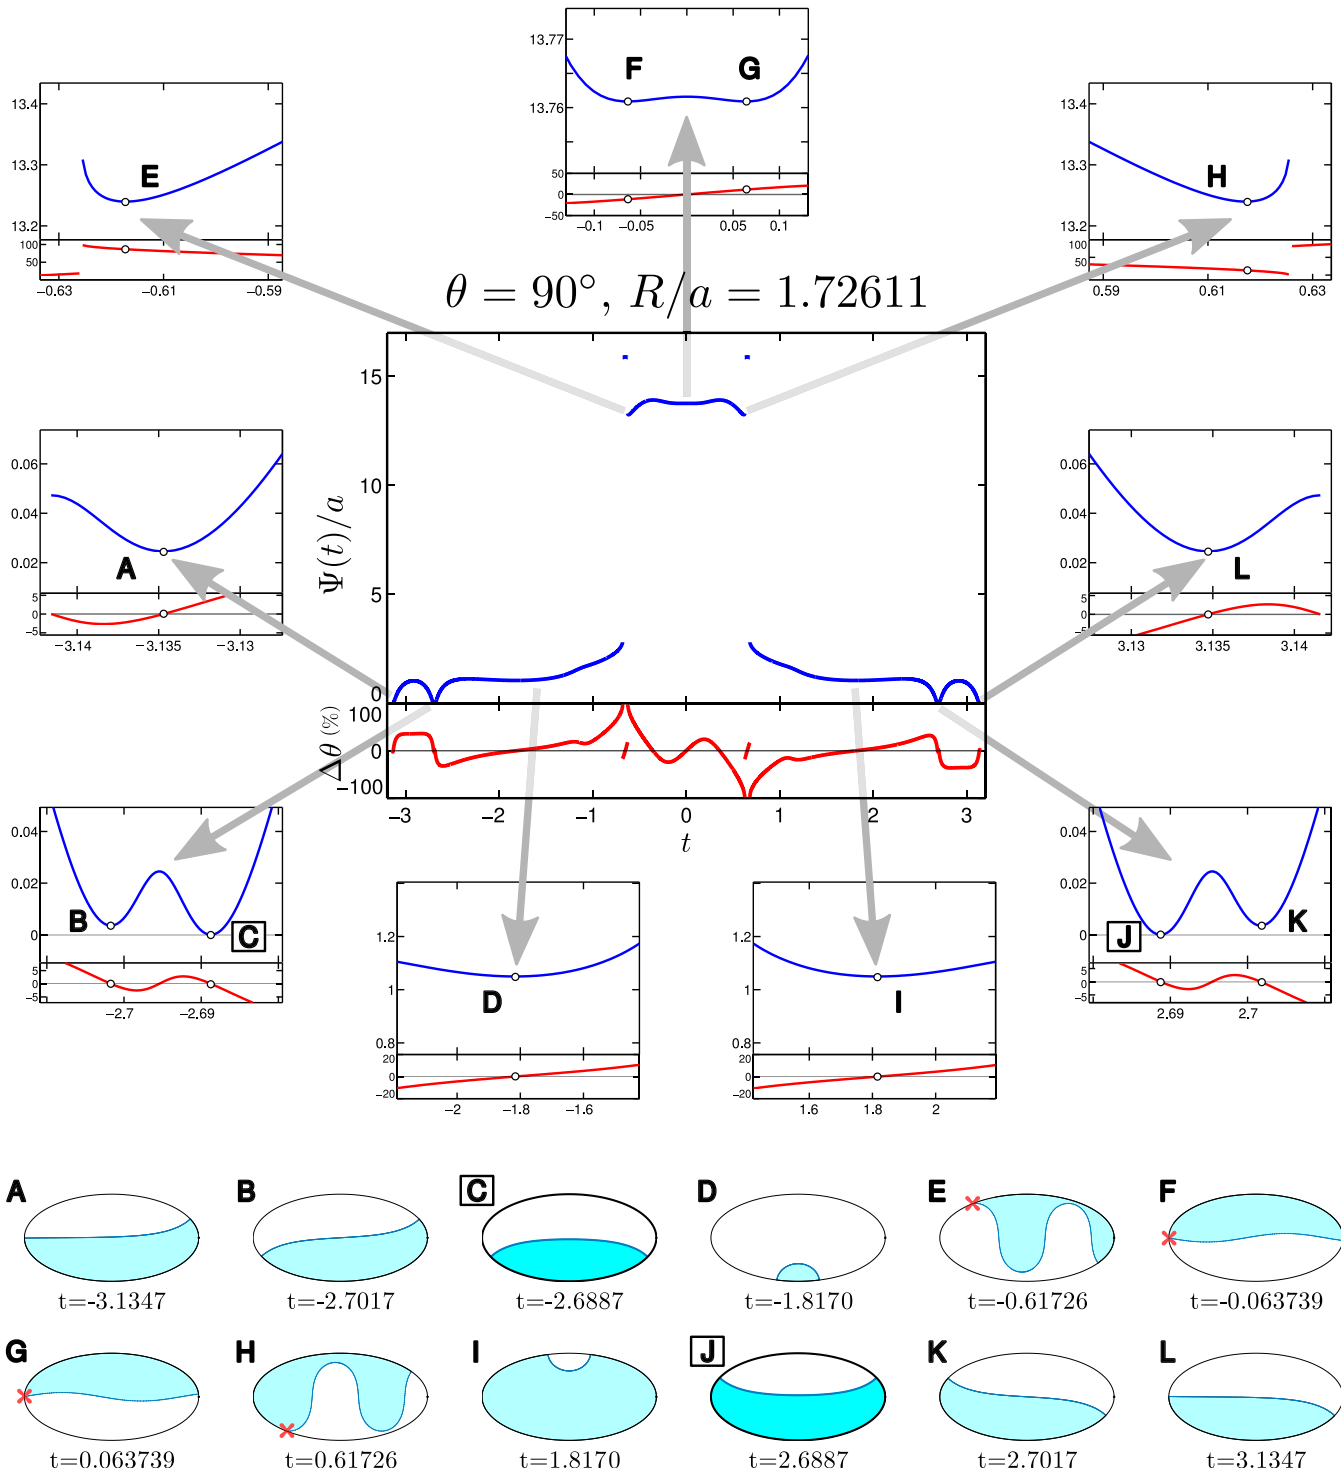 13.77
13.76
F
G
50
0
−50
−0.1
−0.05
0
0.05
0.1
13.4
13.3
13.2
E
100
50
−0.63
−0.61
−0.59
13.4
13.3
13.2
H
100
50
0.59
0.61
0.63
θ = 90°, R/a = 1.72611
15
10
5
0
Ψ(t)/a
100
0
−100
Δθ (%)
−3
−2
−1
0
1
2
3
t
0.06
0.04
0.02
A
5
0
−5
−3.14
−3.135
−3.13
0.06
0.04
0.02
L
5
0
−5
3.13
3.135
3.14
0.04
0.02
0
B
C
5
0
−5
−2.7
−2.69
1.2
1
0.8
D
20
0
−20
−2
−1.8
−1.6
1.2
1
0.8
I
20
0
−20
1.6
1.8
2
0.04
0.02
0
J
K
5
0
−5
2.69
2.7
A
B
C
D
E
F
t=-3.1347
t=-2.7017
t=-2.6887
t=-1.8170
t=-0.61726
t=-0.063739
G
H
I
J
K
L
t=0.063739
t=0.61726
t=1.8170
t=2.6887
t=2.7017
t=3.1347